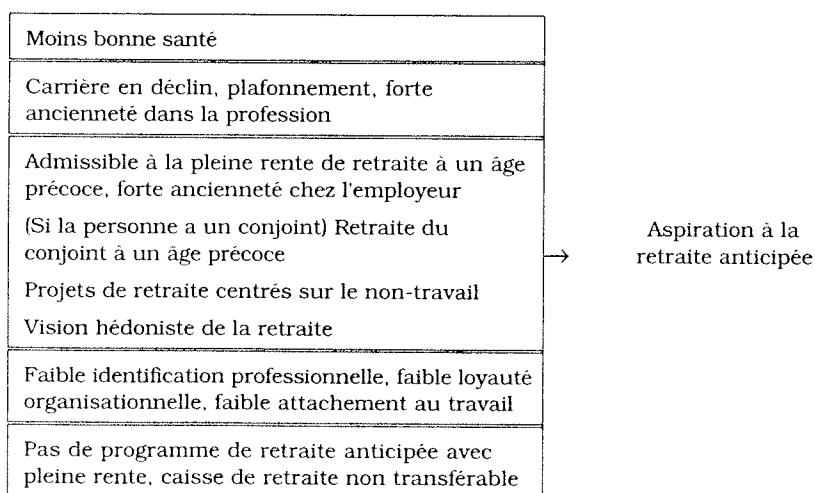 Moins bonne santé
Carrière en déclin, plafonnement, forte
ancienneté dans la profession
Admissible à la pleine rente de retraite à un âge
précoce, forte ancienneté chez l'employeur
(Si la personne a un conjoint) Retraite du
conjoint à un âge précoce
Projets de retraite centrés sur le non-travail
Vision hédoniste de la retraite
→
Aspiration à la
retraite anticipée
Faible identification professionnelle, faible loyauté
organisationnelle, faible attachement au travail
Pas de programme de retraite anticipée avec
pleine rente, caisse de retraite non transférable